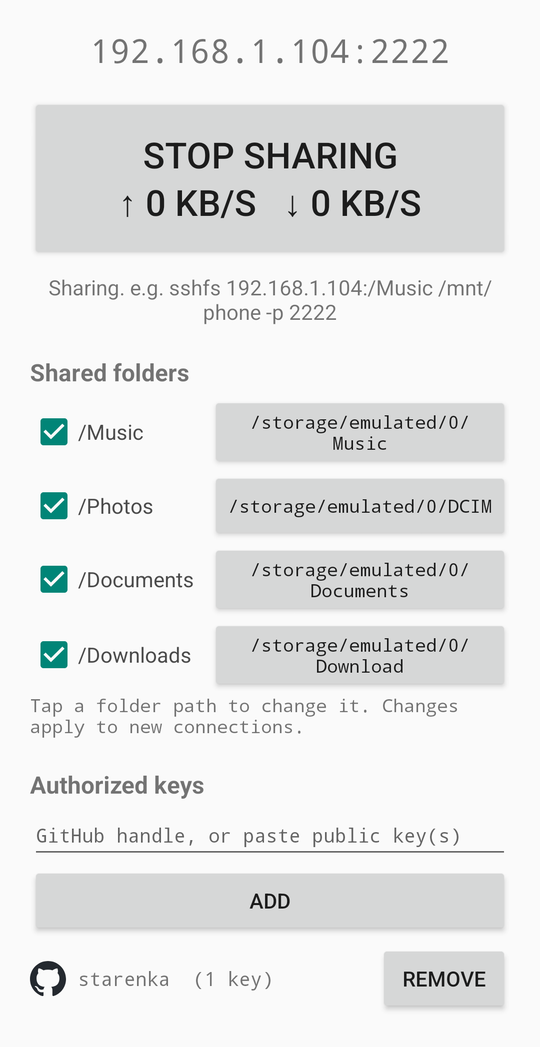 192.168.1.104:2222
STOP SHARING
↑ 0 KB/S ↓ 0 KB/S
Sharing. e.g. sshfs 192.168.1.104:/Music /mnt/
phone -p 2222
Shared folders
/Music
/storage/emulated/0/
Music
/Photos
/storage/emulated/0/DCIM
/Documents
/storage/emulated/0/
Documents
/Downloads
/storage/emulated/0/
Download
Tap a folder path to change it. Changes
apply to new connections.
Authorized keys
GitHub handle, or paste public key(s)
ADD
starenka (1 key)
REMOVE